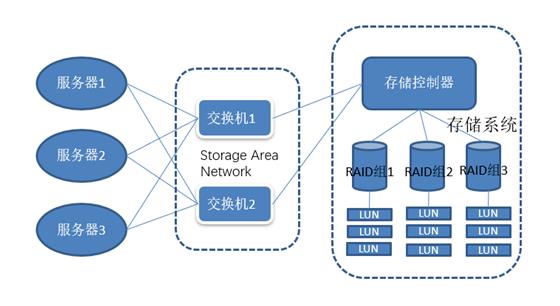 服务器1
服务器2
服务器3
交换机1
Storage Area
Network
交换机2
存储控制器
存储系统
RAID组1
RAID组2
RAID组3
LUN
LUN
LUN
LUN
LUN
LUN
LUN
LUN
LUN